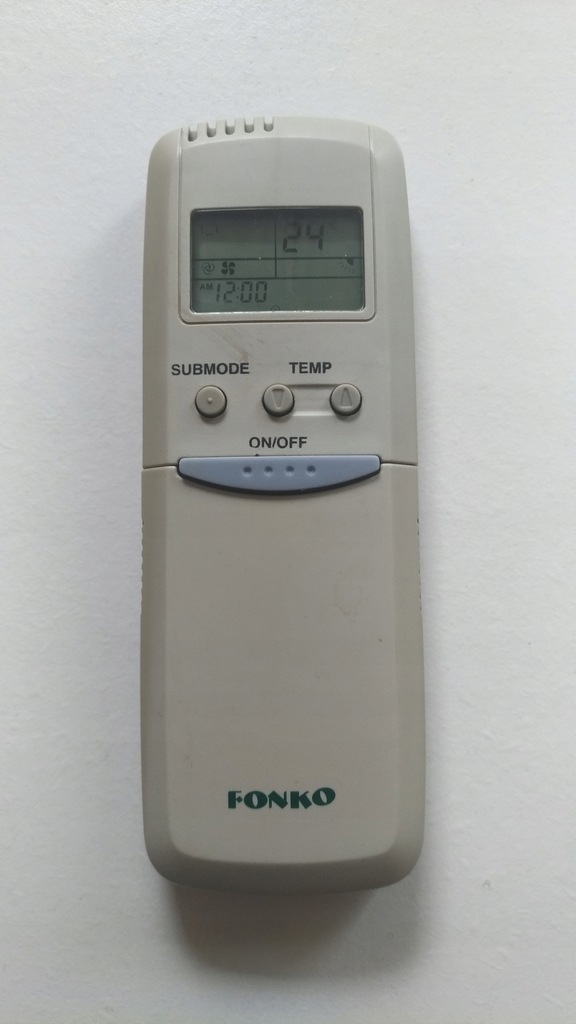 24
AM 12:00
SUBMODE TEMP
ON/OFF
FONKO